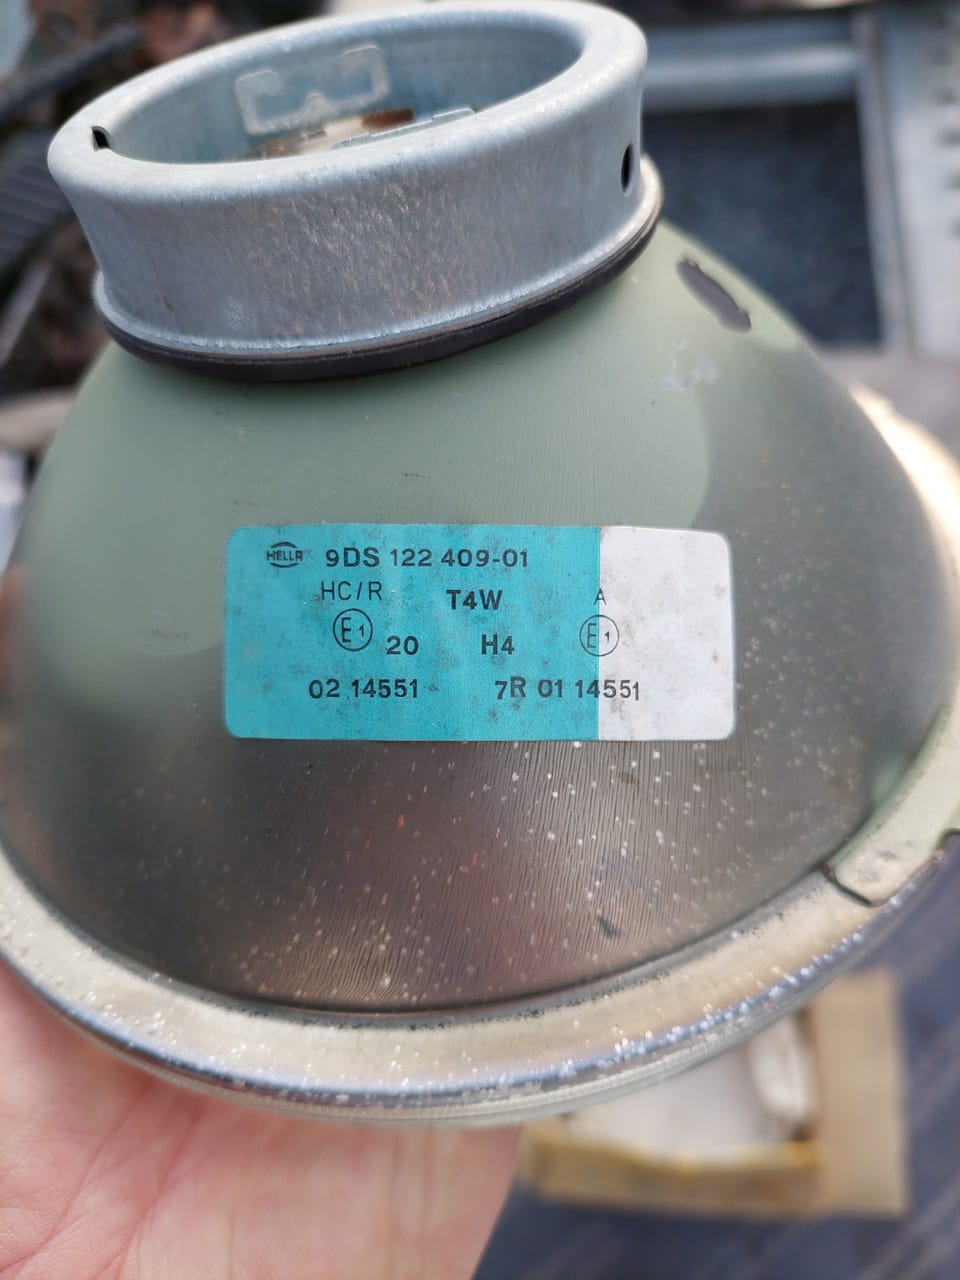 HELLA 9DS 122 409-01
HC/R T4W A
E1 20 H4 E1
02 14551 7R 01 14551